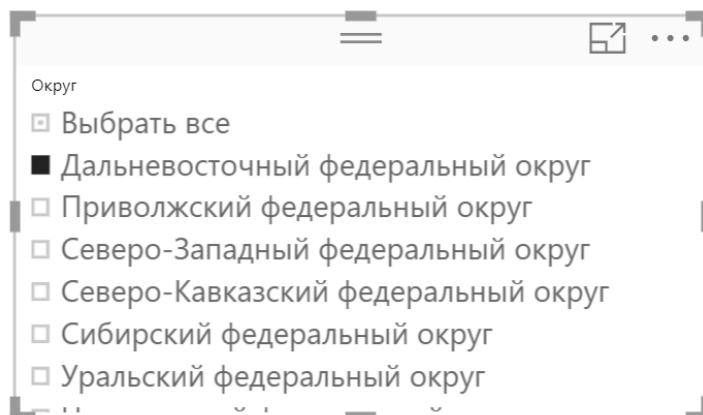 Округ
Выбрать все
Дальневосточный федеральный округ
Приволжский федеральный округ
Северо-Западный федеральный округ
Северо-Кавказский федеральный округ
Сибирский федеральный округ
Уральский федеральный округ